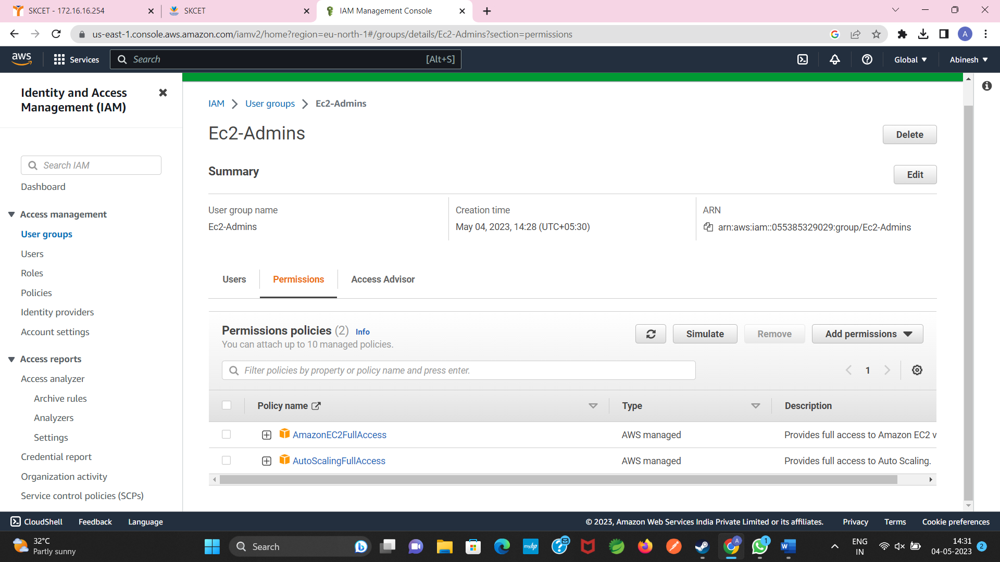 SKCET - 172.16.16.254
SKCET
IAM Management Console
us-east-1.console.aws.amazon.com/iamv2/home?region=eu-north-1#/groups/details/Ec2-Admins?section=permissions
A
aws
Services
Search
[Alt+S]
Global
Abinesh
Identity and Access
Management (IAM)
Search IAM
Dashboard
Access management
User groups
Users
Roles
Policies
Identity providers
Account settings
Access reports
Access analyzer
Archive rules
Analyzers
Settings
Credential report
Organization activity
Service control policies (SCPs)
IAM
User groups
Ec2-Admins
Ec2-Admins
Delete
Summary
Edit
User group name
Ec2-Admins
Creation time
May 04, 2023, 14:28 (UTC+05:30)
ARN
arn:aws:iam::055385329029:group/Ec2-Admins
Users
Permissions
Access Advisor
Permissions policies (2) Info
You can attach up to 10 managed policies.
Simulate
Remove
Add permissions
Filter policies by property or policy name and press enter.
1
Policy name
Type
Description
AmazonEC2FullAccess
AWS managed
Provides full access to Amazon EC2 v
AutoScalingFullAccess
AWS managed
Provides full access to Auto Scaling.
CloudShell
Feedback
Language
© 2023, Amazon Web Services India Private Limited or its affiliates.
Privacy
Terms
Cookie preferences
32°C
Partly sunny
Search
myhp
A
1
W
ENG
IN
14:31
04-05-2023
2